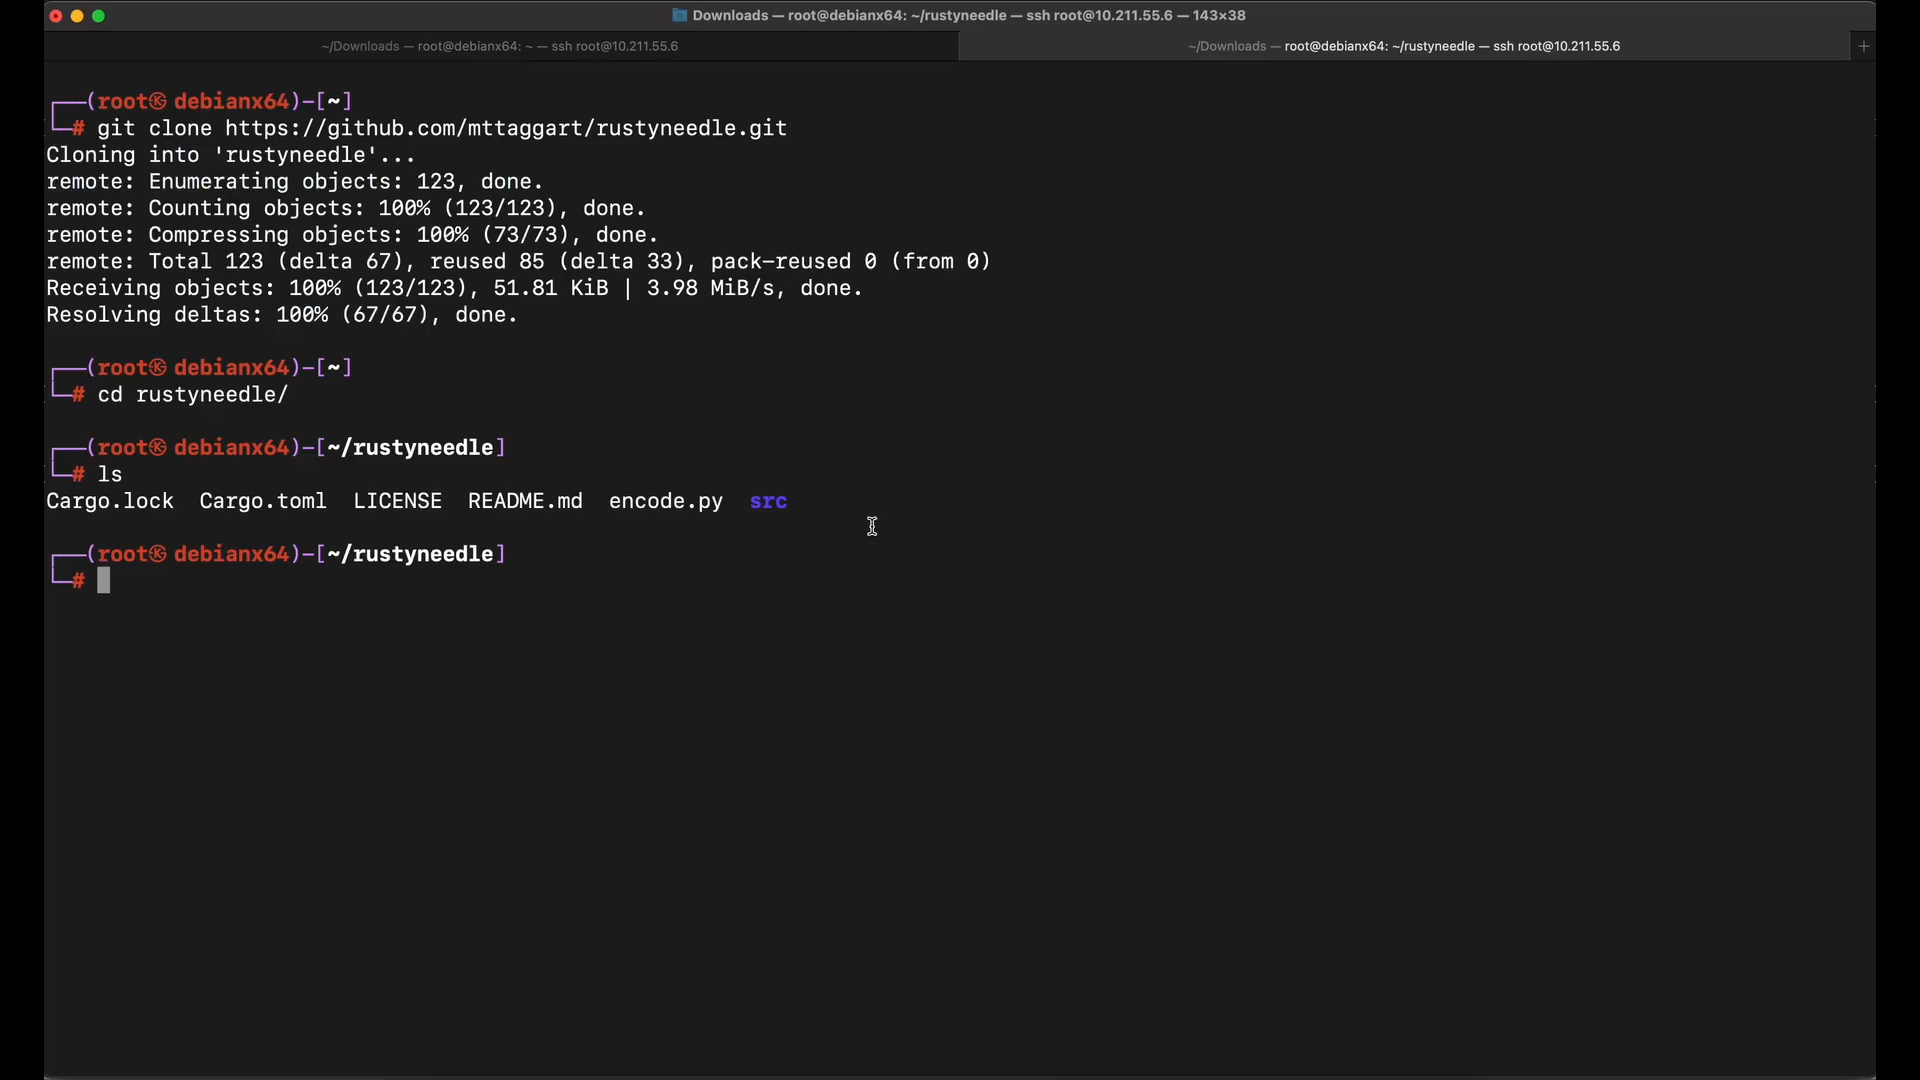 Downloads — root@debianx64: ~/rustyneedle — ssh root@10.211.55.6 — 143×38
~/Downloads — root@debianx64: ~ — ssh root@10.211.55.6
~/Downloads — root@debianx64: ~/rustyneedle — ssh root@10.211.55.6
┌──(root㉿debianx64)-[~]
└─# git clone https://github.com/mttaggart/rustyneedle.git
Cloning into 'rustyneedle'...
remote: Enumerating objects: 123, done.
remote: Counting objects: 100% (123/123), done.
remote: Compressing objects: 100% (73/73), done.
remote: Total 123 (delta 67), reused 85 (delta 33), pack-reused 0 (from 0)
Receiving objects: 100% (123/123), 51.81 KiB | 3.98 MiB/s, done.
Resolving deltas: 100% (67/67), done.
┌──(root㉿debianx64)-[~]
└─# cd rustyneedle/
┌──(root㉿debianx64)-[~/rustyneedle]
└─# ls
Cargo.lock  Cargo.toml  LICENSE  README.md  encode.py  src
┌──(root㉿debianx64)-[~/rustyneedle]
└─#